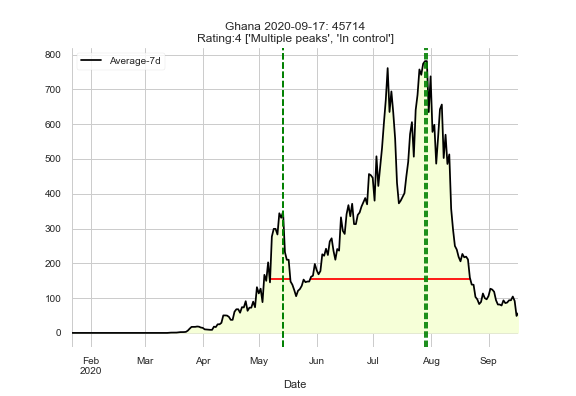 Ghana 2020-09-17: 45714
Rating:4 ['Multiple peaks', 'In control']
Average-7d
800
700
600
500
400
300
200
100
0
Feb Mar Apr May Jun Jul Aug Sep
2020
Date